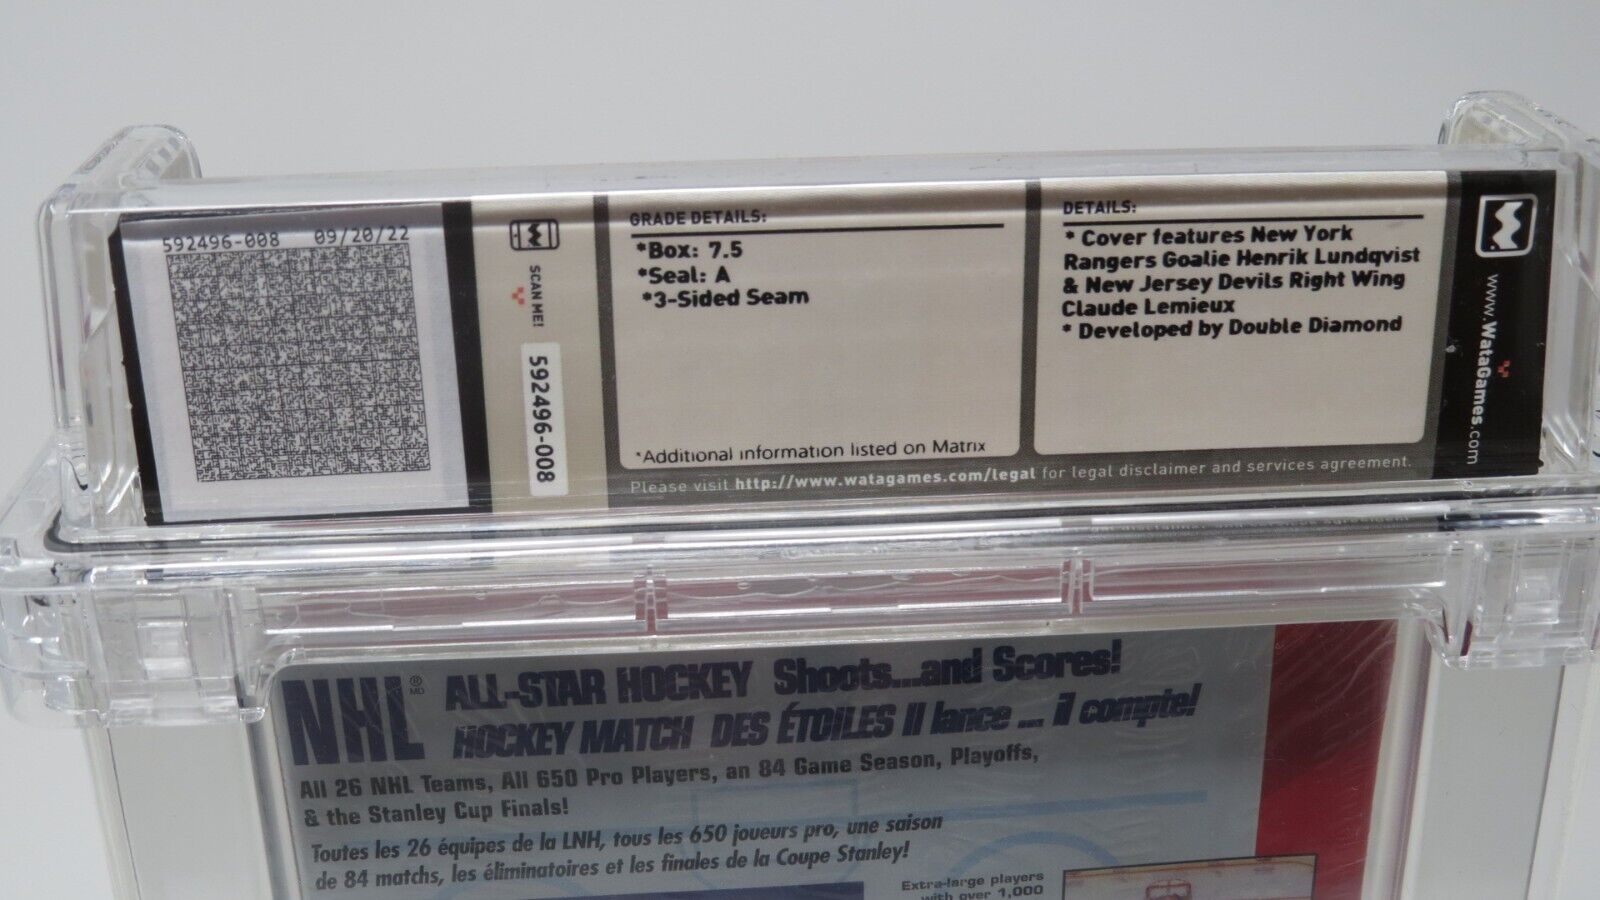 592496-008 09/20/22
SCAN ME!
592496-008
GRADE DETAILS:
*Box: 7.5
*Seal: A
*3-Sided Seam
*Additional information listed on Matrix
DETAILS:
* Cover features New York
Rangers Goalie Henrik Lundqvist
& New Jersey Devils Right Wing
Claude Lemieux
* Developed by Double Diamond
Please visit http://www.watagames.com/legal for legal disclaimer and services agreement.
www.WataGames.com
NHL® MD ALL-STAR HOCKEY Shoots...and Scores!
HOCKEY MATCH DES ÉTOILES Il lance ... il compte!
All 26 NHL Teams, All 650 Pro Players, an 84 Game Season, Playoffs,
& the Stanley Cup Finals!
Toutes les 26 équipes de la LNH, tous les 650 joueurs pro, une saison
de 84 matchs, les éliminatoires et les finales de la Coupe Stanley!
Extra-large players
with over 1,000